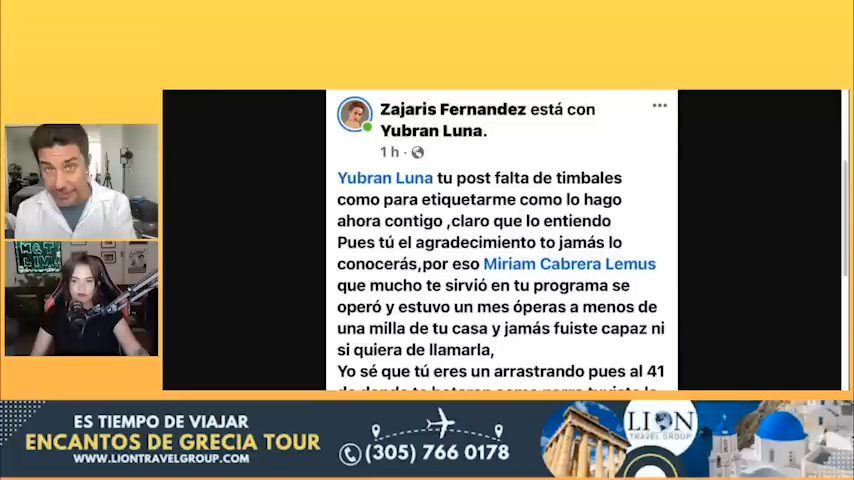 Zajaris Fernandez está con
Yubran Luna.
1 h ·
Yubran Luna tu post falta de timbales
como para etiquetarme como lo hago
ahora contigo ,claro que lo entiendo
Pues tú el agradecimiento to jamás lo
conocerás,por eso Miriam Cabrera Lemus
que mucho te sirvió en tu programa se
operó y estuvo un mes óperas a menos de
una milla de tu casa y jamás fuiste capaz ni
si quiera de llamarla,
Yo sé que tú eres un arrastrando pues al 41
ES TIEMPO DE VIAJAR
ENCANTOS DE GRECIA TOUR
WWW.LIONTRAVELGROUP.COM
(305) 766 0178
LION
TRAVEL GROUP